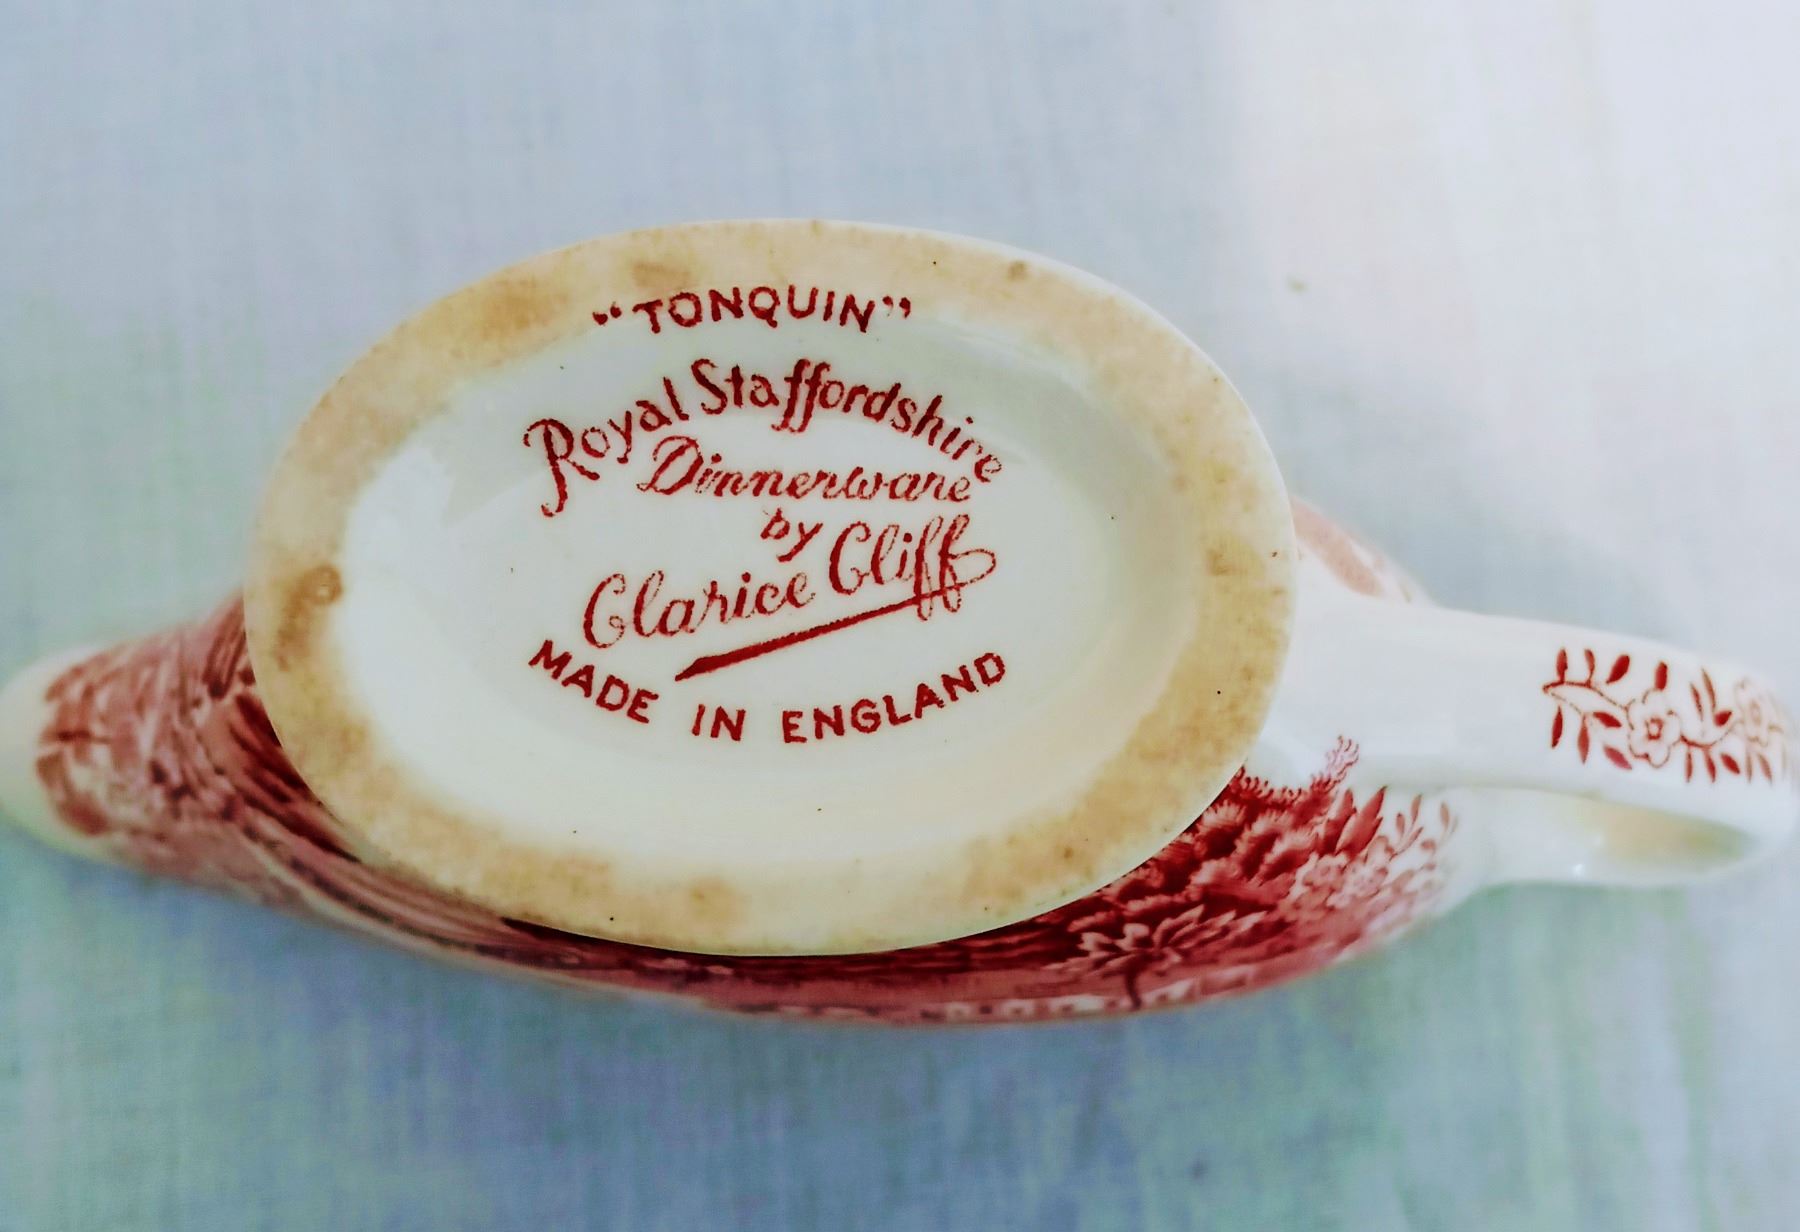 “TONQUIN”
Royal Staffordshire
Dinnerware
by
Clarice Cliff
MADE IN ENGLAND